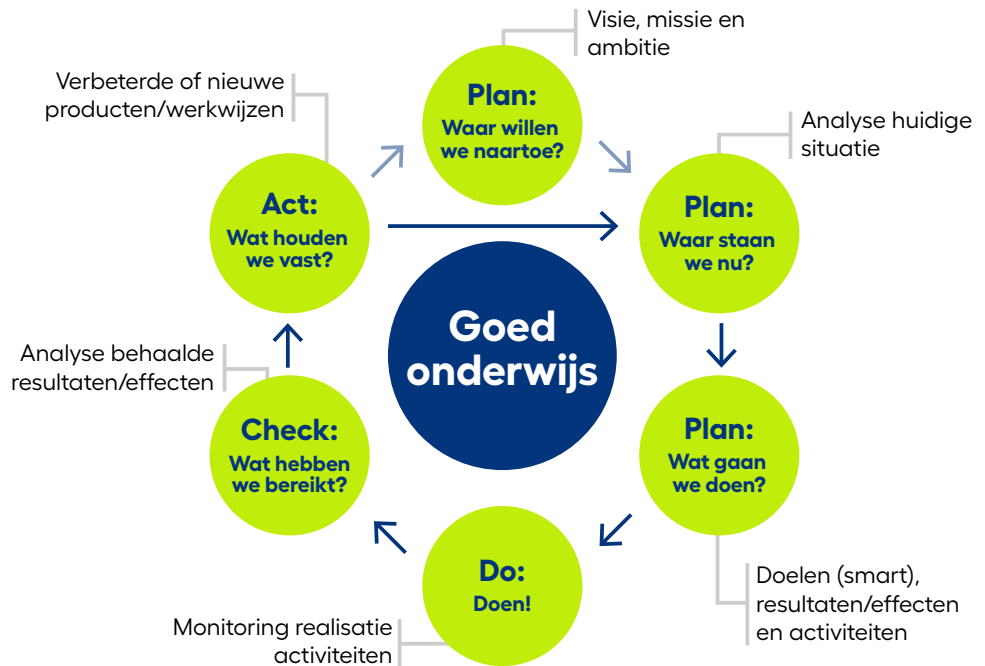 Visie, missie en
ambitie
Plan:
Waar willen
we naartoe?
Analyse huidige
situatie
Plan:
Waar staan
we nu?
Plan:
Wat gaan
we doen?
Doelen (smart),
resultaten/effecten
en activiteiten
Do:
Doen!
Monitoring realisatie
activiteiten
Check:
Wat hebben
we bereikt?
Analyse behaalde
resultaten/effecten
Act:
Wat houden
we vast?
Verbeterde of nieuwe
producten/werkwijzen
Goed
onderwijs